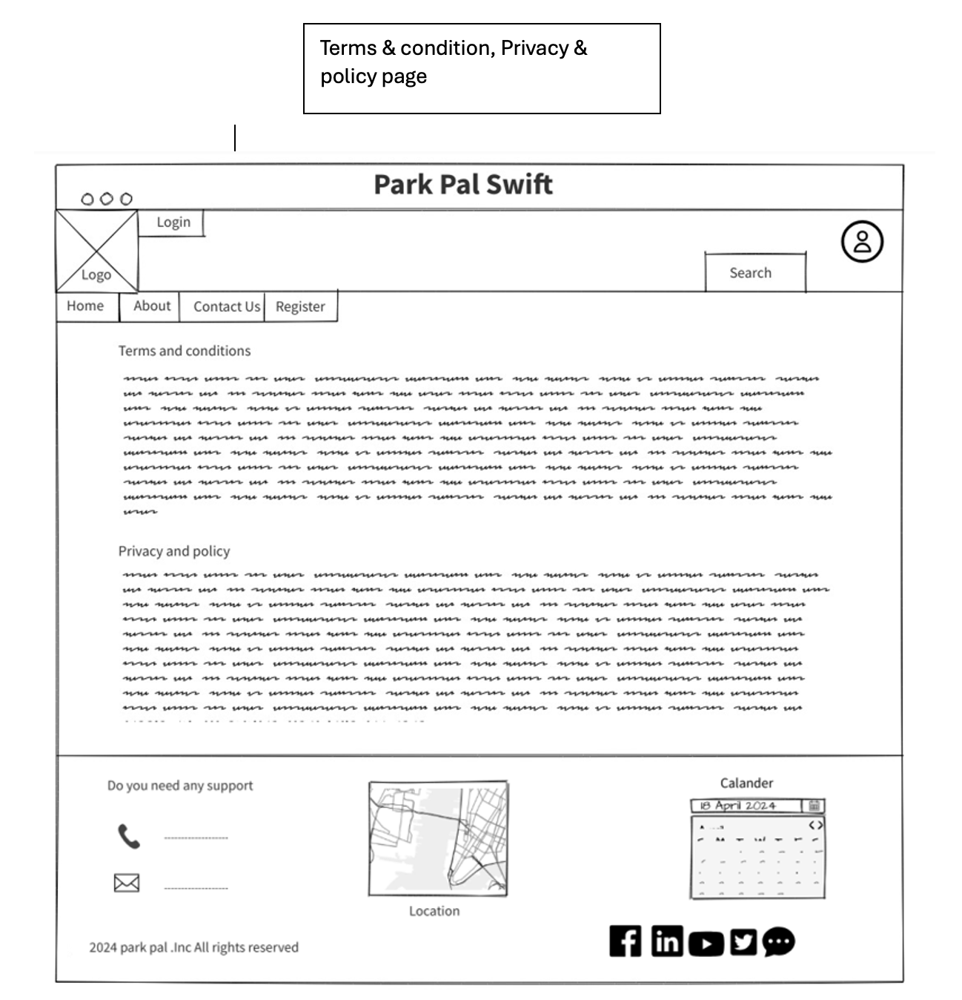 Terms & condition, Privacy &
policy page
Park Pal Swift
Login
Logo
Search
Home About Contact Us Register
Terms and conditions
Privacy and policy
Do you need any support
Calander
18 April 2024
Location
2024 park pal .Inc All rights reserved